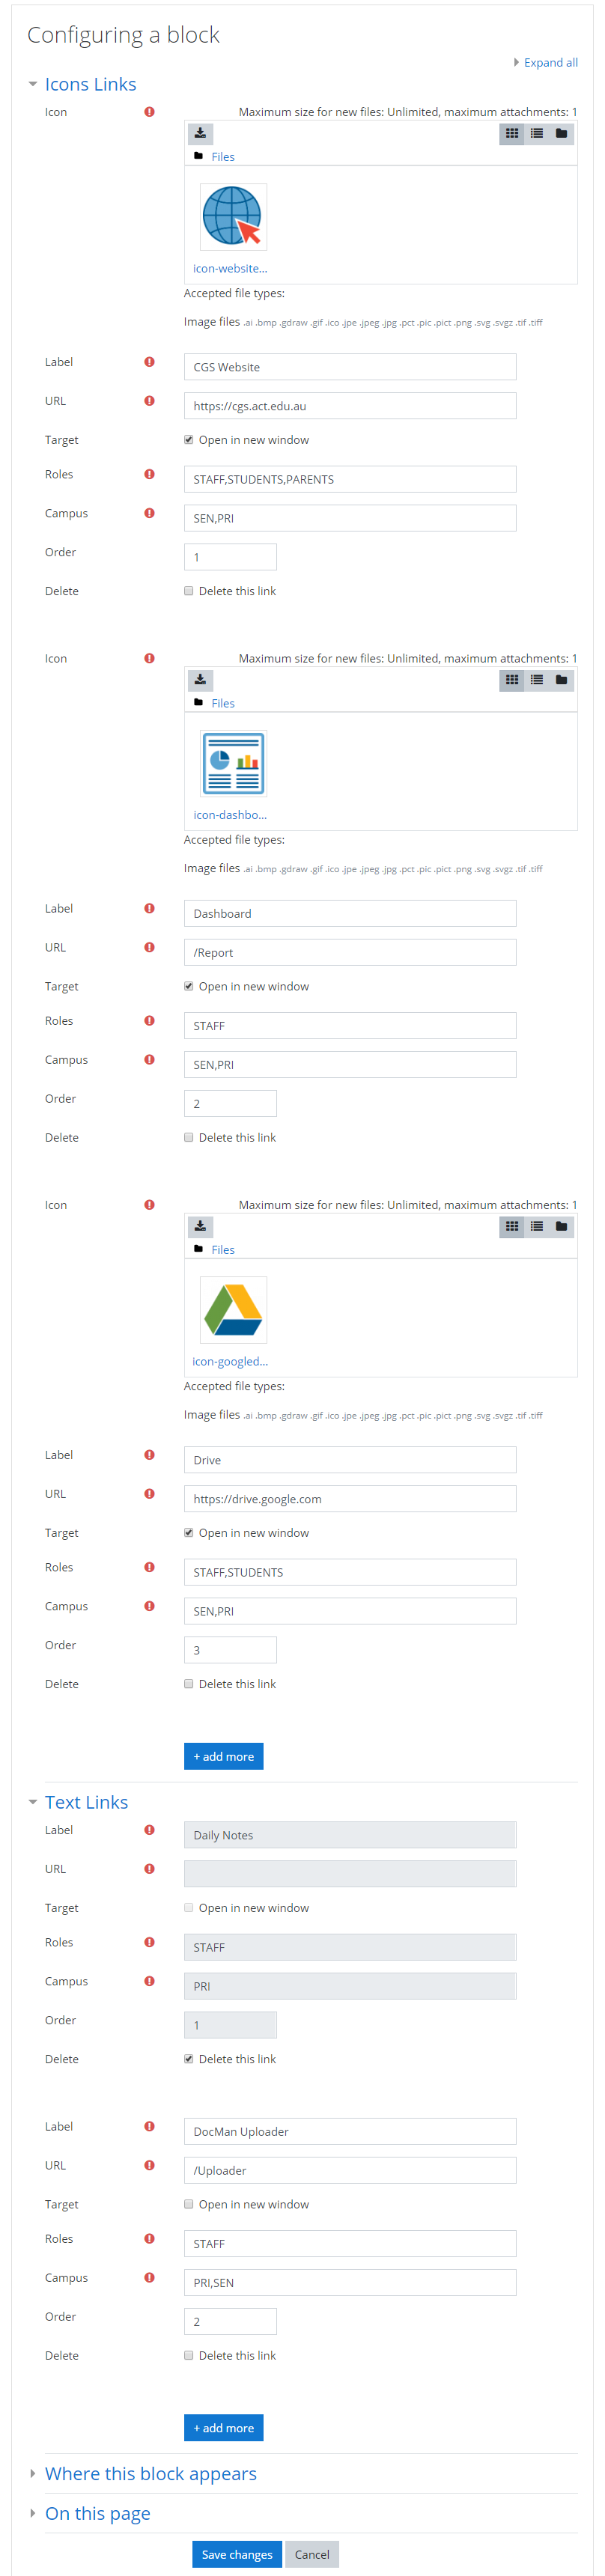 Configuring a block
Expand all
Icons Links
Icon Maximum size for new files: Unlimited, maximum attachments: 1
Files
icon-website...
Accepted file types:
Image files .ai .bmp .gdraw .gif .ico .jpe .jpeg .jpg .pct .pic .pict .png .svg .svgz .tif .tiff
Label CGS Website
URL https://cgs.act.edu.au
Target Open in new window
Roles STAFF,STUDENTS,PARENTS
Campus SEN,PRI
Order 1
Delete Delete this link
Icon Maximum size for new files: Unlimited, maximum attachments: 1
Files
icon-dashbo...
Accepted file types:
Image files .ai .bmp .gdraw .gif .ico .jpe .jpeg .jpg .pct .pic .pict .png .svg .svgz .tif .tiff
Label Dashboard
URL /Report
Target Open in new window
Roles STAFF
Campus SEN,PRI
Order 2
Delete Delete this link
Icon Maximum size for new files: Unlimited, maximum attachments: 1
Files
icon-googled...
Accepted file types:
Image files .ai .bmp .gdraw .gif .ico .jpe .jpeg .jpg .pct .pic .pict .png .svg .svgz .tif .tiff
Label Drive
URL https://drive.google.com
Target Open in new window
Roles STAFF,STUDENTS
Campus SEN,PRI
Order 3
Delete Delete this link
+ add more
Text Links
Label Daily Notes
URL
Target Open in new window
Roles STAFF
Campus PRI
Order 1
Delete Delete this link
Label DocMan Uploader
URL /Uploader
Target Open in new window
Roles STAFF
Campus PRI,SEN
Order 2
Delete Delete this link
+ add more
Where this block appears
On this page
Save changes Cancel